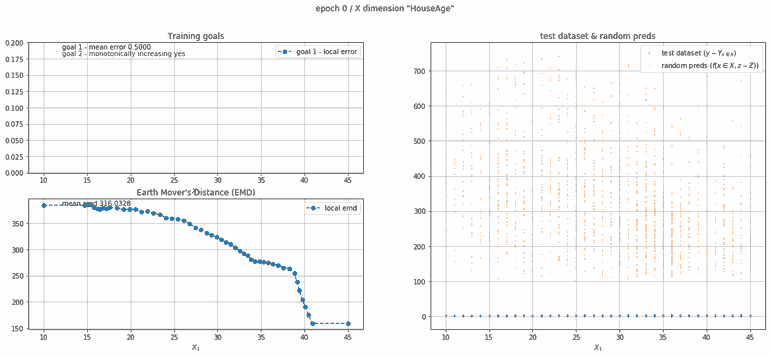 epoch 0 / X dimension "HouseAge"
Training goals
goal 1 - mean error 0.5000
goal 2 - monotonically increasing yes
goal 1 - local error
0.200
0.175
0.150
0.125
0.100
0.075
0.050
0.025
0.000
10 15 20 25 30 35 40 45
Earth Mover's Distance (EMD)
mean emd 316.0328
local emd
350
300
250
200
150
10 15 20 25 30 35 40 45
X₁
test dataset & random preds
test dataset (y ~ Yₓ∈ₓ)
random preds (f(x ∈ X, z ~ Z))
700
600
500
400
300
200
100
0
10 15 20 25 30 35 40 45
X₁